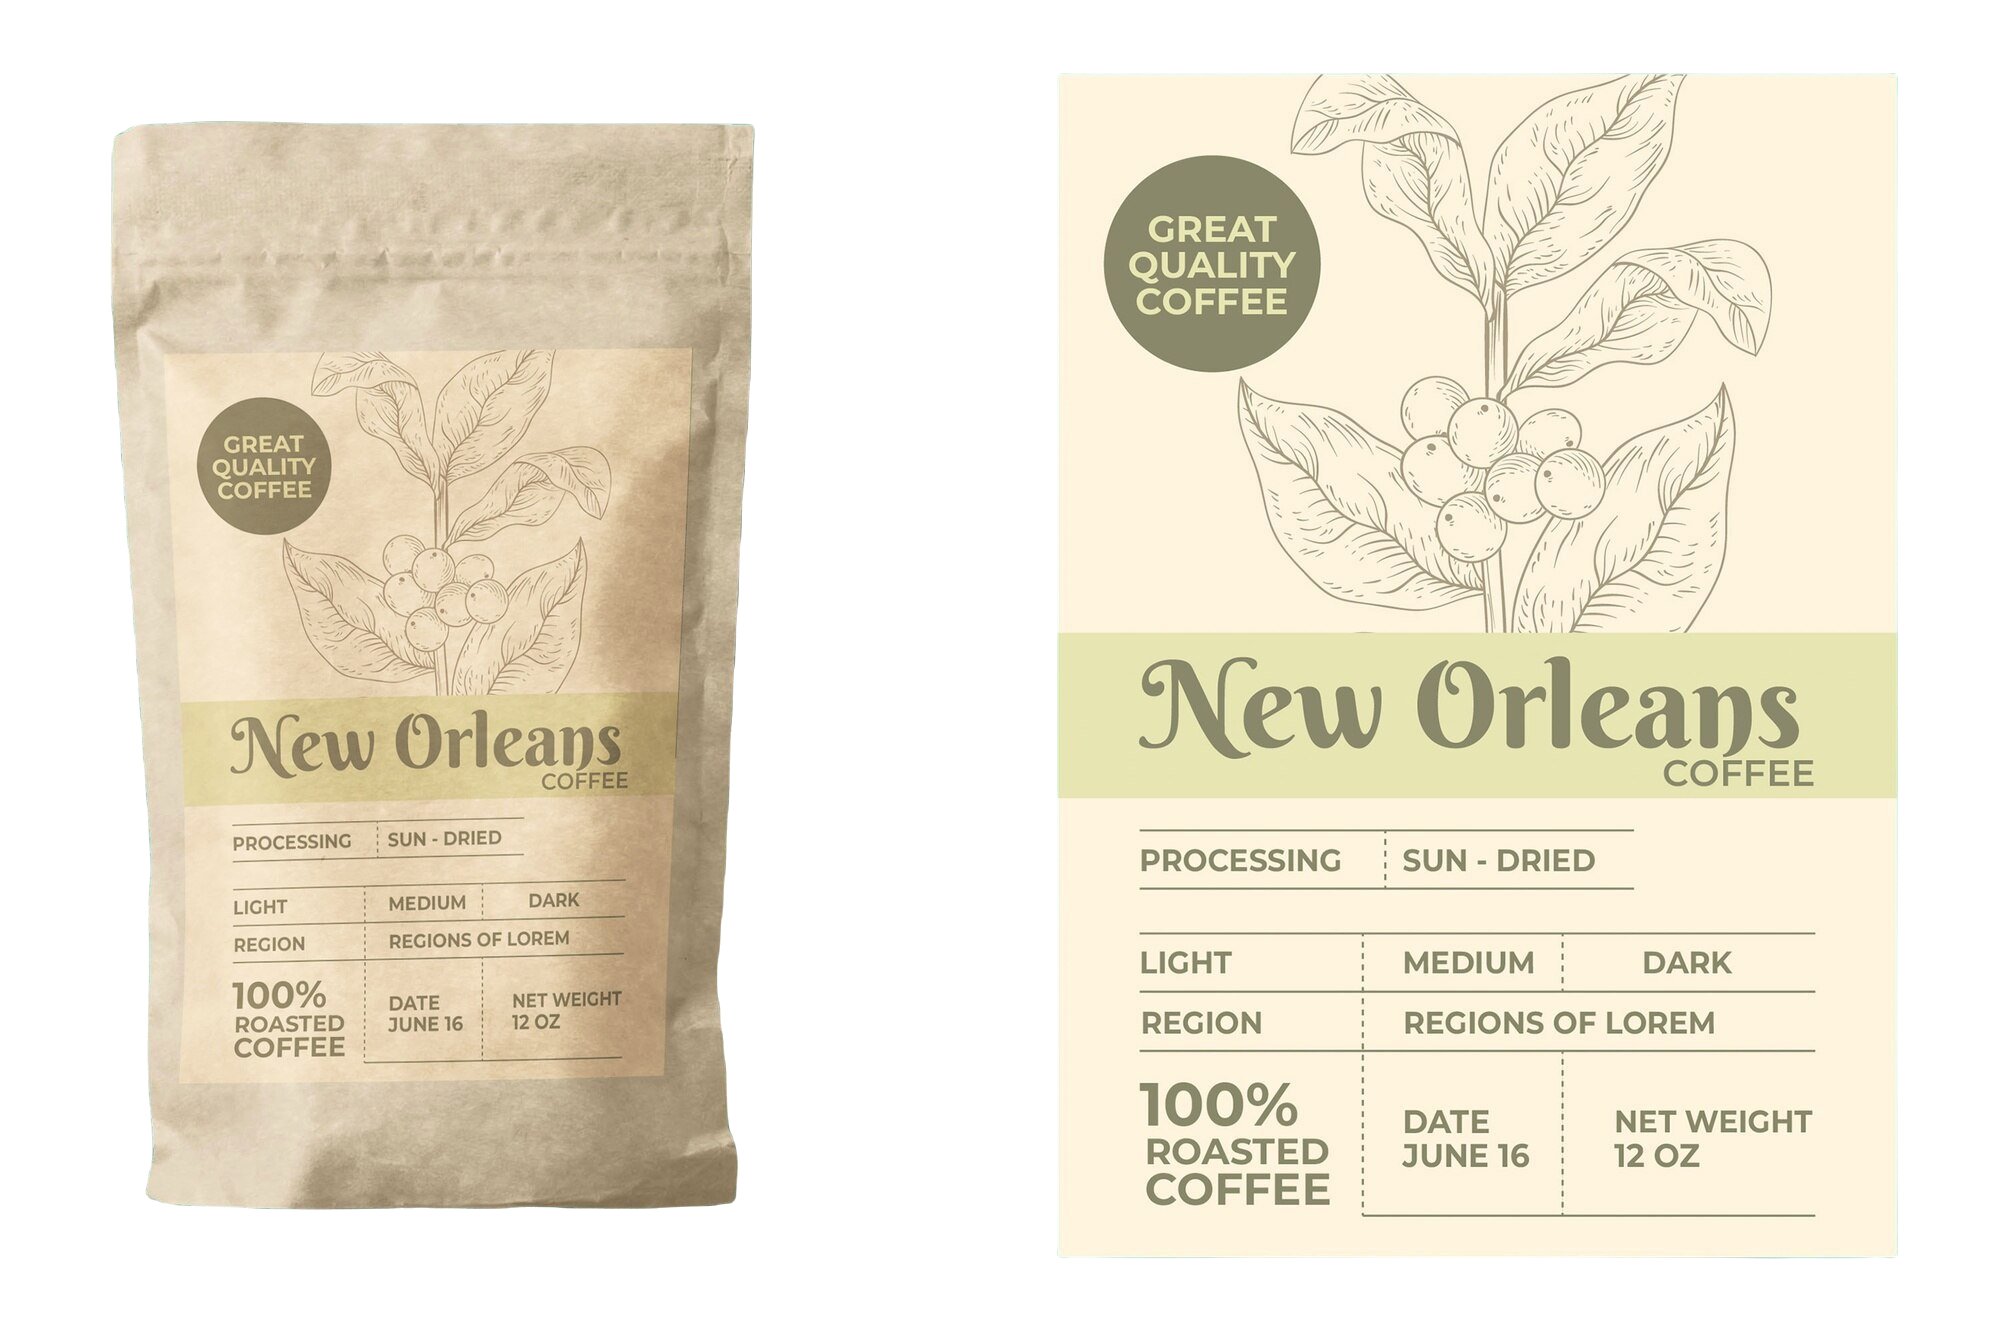 GREAT
QUALITY
COFFEE
New Orleans
COFFEE
PROCESSING SUN - DRIED
LIGHT MEDIUM DARK
REGION REGIONS OF LOREM
100%
ROASTED
COFFEE
DATE
JUNE 16
NET WEIGHT
12 OZ
GREAT
QUALITY
COFFEE
New Orleans
COFFEE
PROCESSING SUN - DRIED
LIGHT MEDIUM DARK
REGION REGIONS OF LOREM
100%
ROASTED
COFFEE
DATE
JUNE 16
NET WEIGHT
12 OZ